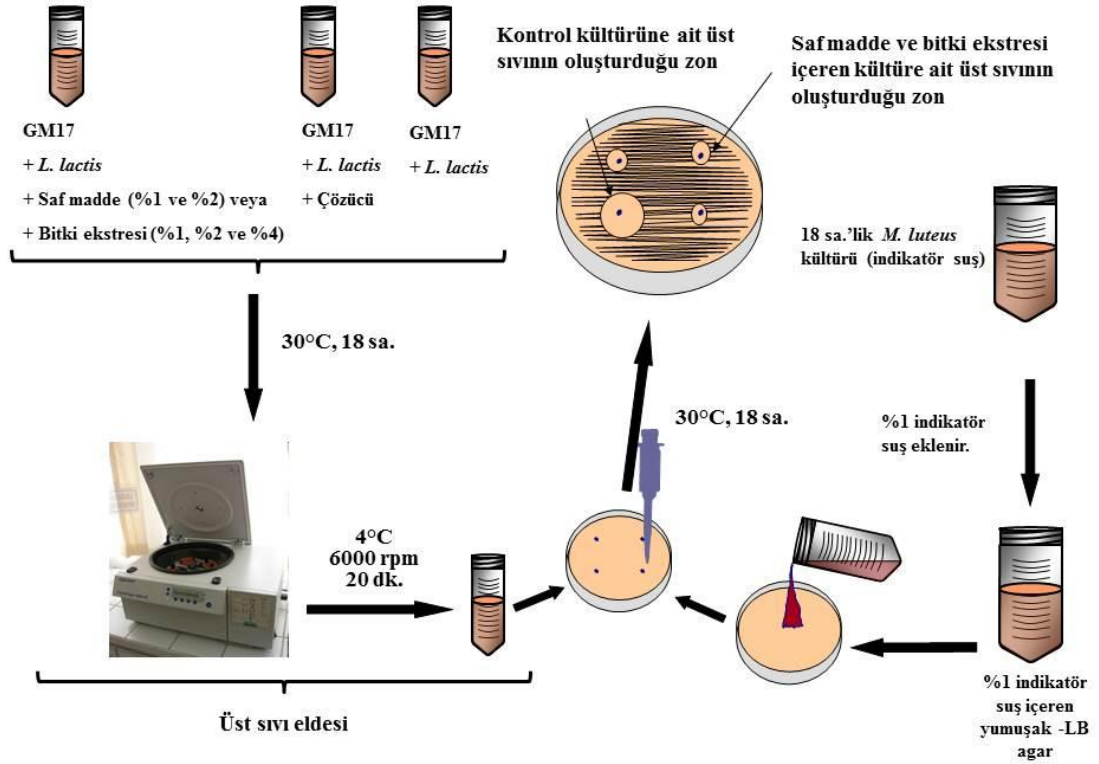 GM17
+ L. lactis
+ Saf madde (%1 ve %2) veya
+ Bitki ekstresi (%1, %2 ve %4)
GM17
+ L. lactis
+ Çözücü
GM17
+ L. lactis
Kontrol kültürüne ait üst
sıvının oluşturduğu zon
Saf madde ve bitki ekstresi
içeren kültüre ait üst sıvının
oluşturduğu zon
18 sa.'lik M. luteus
kültürü (indikatör suş)
30°C, 18 sa.
30°C, 18 sa.
%1 indikatör
suş eklenir.
4°C
6000 rpm
20 dk.
Üst sıvı eldesi
%1 indikatör
suş içeren
yumuşak -LB
agar